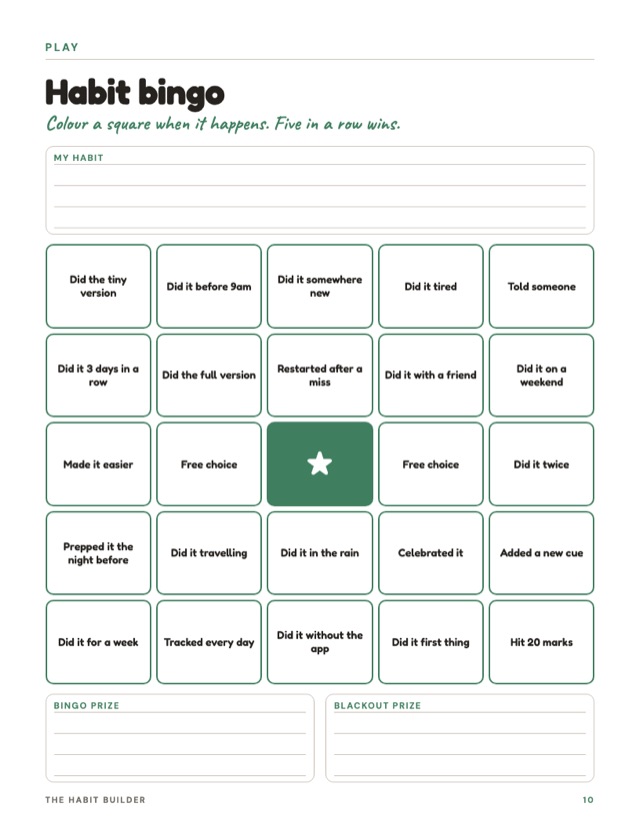 PLAY
Habit bingo
Colour a square when it happens. Five in a row wins.
MY HABIT
Did the tiny
version
Did it before 9am
Did it somewhere
new
Did it tired
Told someone
Did it 3 days in a
row
Did the full version
Restarted after a
miss
Did it with a friend
Did it on a
weekend
Made it easier
Free choice
Free choice
Did it twice
Prepped it the
night before
Did it travelling
Did it in the rain
Celebrated it
Added a new cue
Did it for a week
Tracked every day
Did it without the
app
Did it first thing
Hit 20 marks
BINGO PRIZE
BLACKOUT PRIZE
THE HABIT BUILDER
10